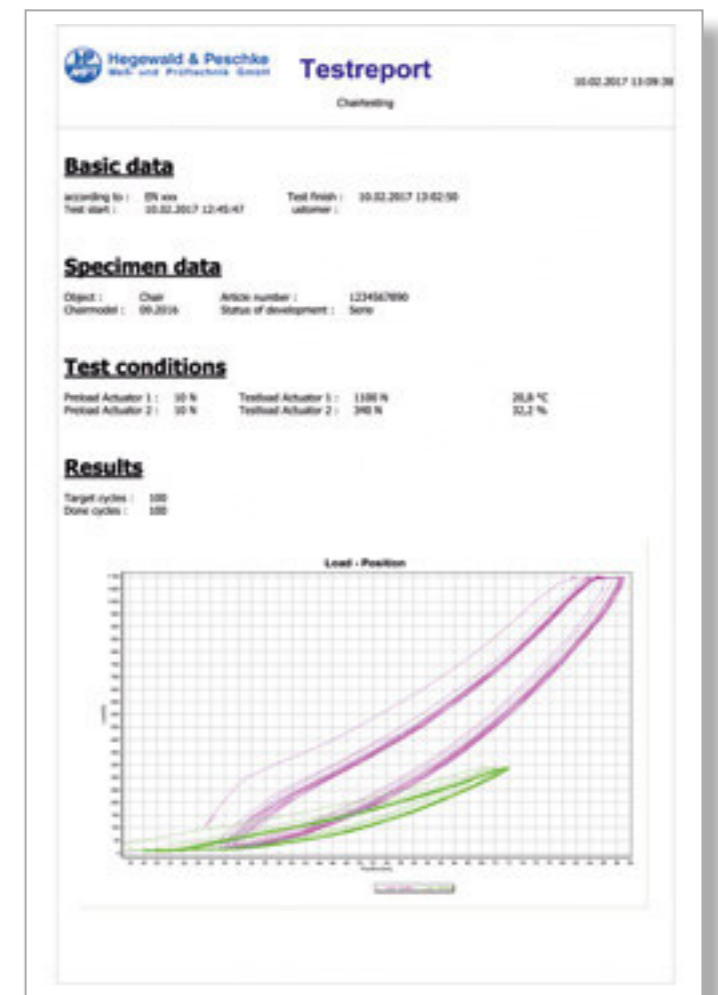 Hegewald & Peschke
Meß- und Prüftechnik GmbH
Testreport
10.02.2017 13:09:38
Chairtesting
Basic data
according to : EN xxx Test finish : 10.02.2017 13:02:50
Test start : 10.02.2017 12:45:47 ustomer :
Specimen data
Object : Chair Article number : 1234567890
Chairmodel : 09.2016 Status of development : Serie
Test conditions
Preload Actuator 1 : 10 N Testload Actuator 1 : 1100 N 20,8 °C
Preload Actuator 2 : 10 N Testload Actuator 2 : 340 N 32,2 %
Results
Target cycles : 100
Done cycles : 100
Load - Position